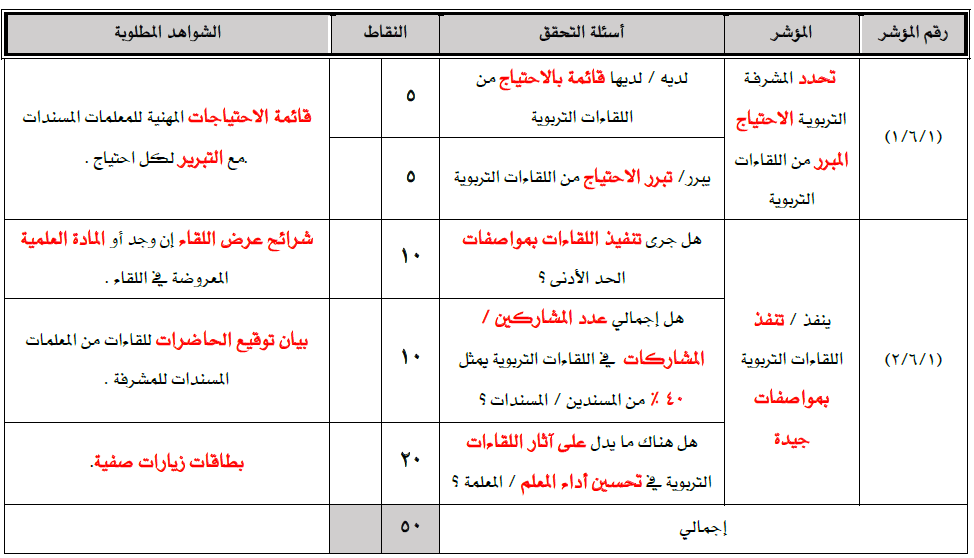 رقم المؤشر
المؤشر
أسئلة التحقق
النقاط
الشواهد المطلوبة
(١/٦/١)
تحدد المشرفة
التربوية الاحتياج
المبرر من اللقاءات
التربوية
لديه / لديها قائمة بالاحتياج من
اللقاءات التربوية
٥
قائمة الاحتياجات المهنية للمعلمات المسندات
.مع التبرير لكل احتياج .
يبرر/ تبرر الاحتياج من اللقاءات التربوية
٥
(٢/٦/١)
ينفذ / تنفذ
اللقاءات التربوية
بمواصفات
جيدة
هل جرى تنفيذ اللقاءات بمواصفات
الحد الأدنى ؟
١٠
شرائح عرض اللقاء إن وجد أو المادة العلمية
المعروضة في اللقاء .
هل إجمالي عدد المشاركين /
المشاركات في اللقاءات التربوية يمثل
٤٠ ٪ من المسندين / المسندات ؟
١٠
بيان توقيع الحاضرات للقاءات من المعلمات
المسندات للمشرفة .
هل هناك ما يدل على آثار اللقاءات
التربوية في تحسين أداء المعلم / المعلمة ؟
٢٠
بطاقات زيارات صفية.
إجمالي
٥٠